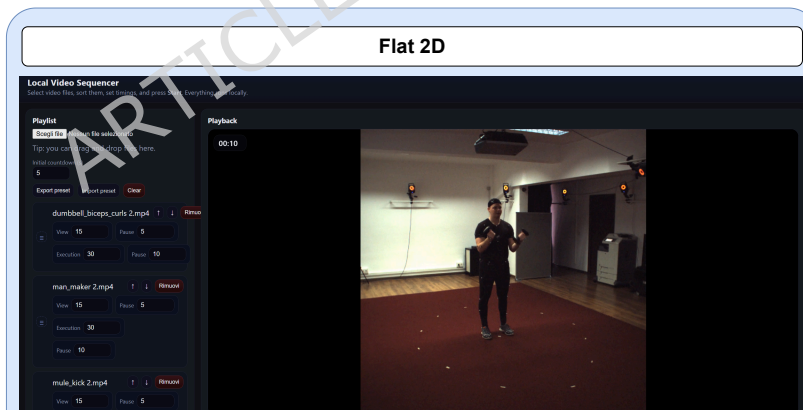 Flat 2D
ARTICLE
Local Video Sequencer
Select video files, sort them, set timings, and press Start. Everything locally.
Playlist
Scegli file Nessun file selezionato
Tip: you can drag and drop files here.
Initial countdown
5
Export preset Import preset Clear
dumbbell_biceps_curls 2.mp4 ↑ ↓ Rimuo
View 15 Pause 5
Execution 30 Pause 10
man_maker 2.mp4 ↑ ↓ Rimuovi
View 15 Pause 5
Execution 30
Pause 10
mule_kick 2.mp4 ↑ ↓ Rimuovi
View 15 Pause 5
Playback
00:10